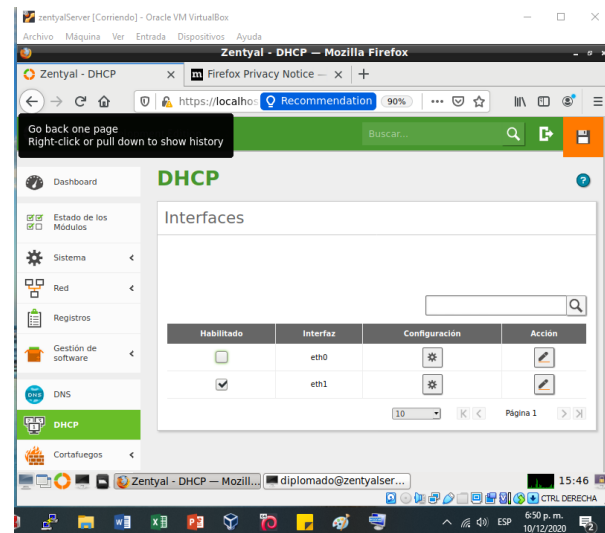 zentyalServer [Corriendo] - Oracle VM VirtualBox
Archivo Máquina Ver Entrada Dispositivos Ayuda
Zentyal - DHCP — Mozilla Firefox
Zentyal - DHCP
Firefox Privacy Notice —
https://localhos
Recommendation
90%
Go back one page
Right-click or pull down to show history
Buscar...
Dashboard
Estado de los
Módulos
Sistema
Red
Registros
Gestión de
software
DNS
DHCP
Cortafuegos
DHCP
Interfaces
Habilitado Interfaz Configuración Acción
eth0
eth1
10
Página 1
Zentyal - DHCP — Mozill...
diplomado@zentyalser...
15:46
CTRL DERECHA
ESP
6:50 p. m.
10/12/2020
2